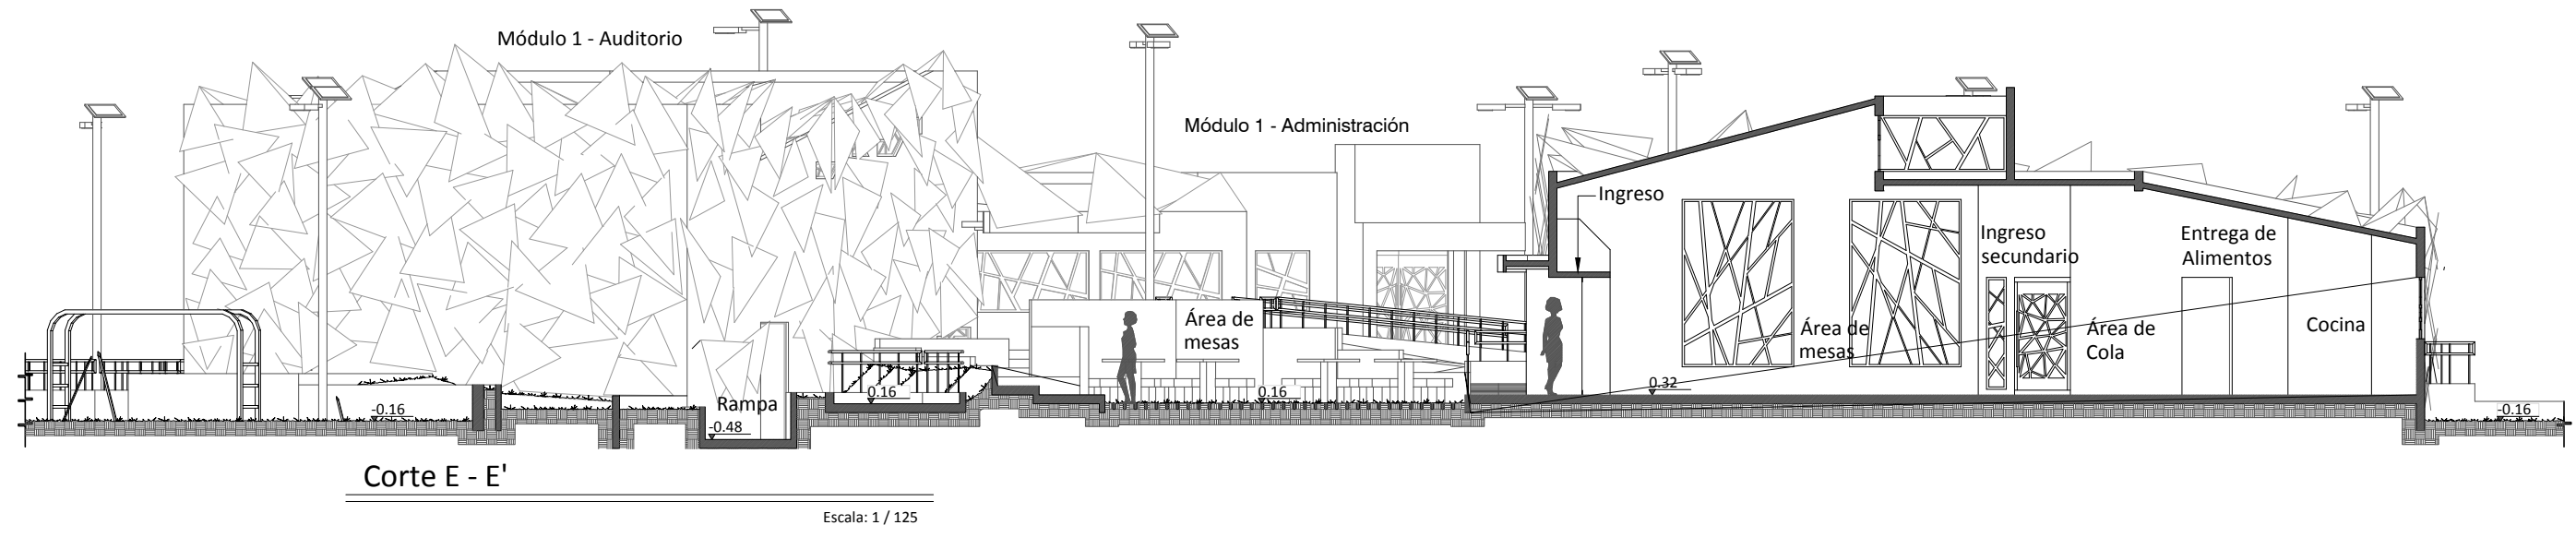 Módulo 1 - Auditorio
Módulo 1 - Administración
Ingreso
Ingreso
secundario
Entrega de
Alimentos
Área de
mesas
Área de
mesas
Área de
Cola
Cocina
-0.16
Rampa
-0.48
0.16
0.16
0.32
-0.16
Corte E - E'
Escala: 1 / 125